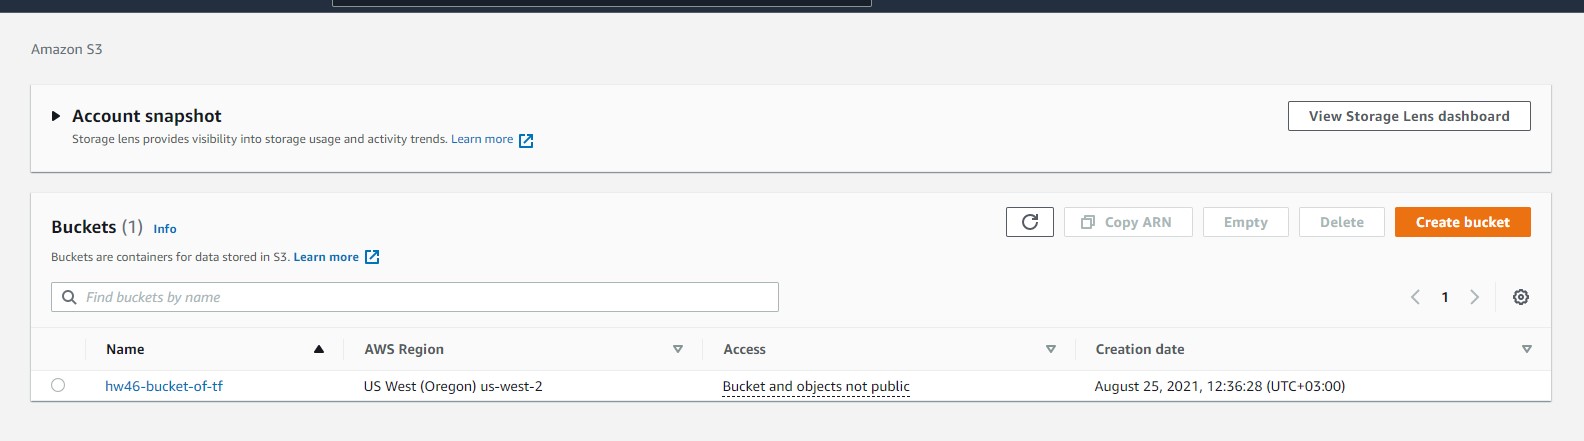 Amazon S3
Account snapshot
View Storage Lens dashboard
Storage lens provides visibility into storage usage and activity trends. Learn more
Buckets (1) Info
Copy ARN Empty Delete Create bucket
Buckets are containers for data stored in S3. Learn more
Find buckets by name
1
Name AWS Region Access Creation date
hw46-bucket-of-tf US West (Oregon) us-west-2 Bucket and objects not public August 25, 2021, 12:36:28 (UTC+03:00)